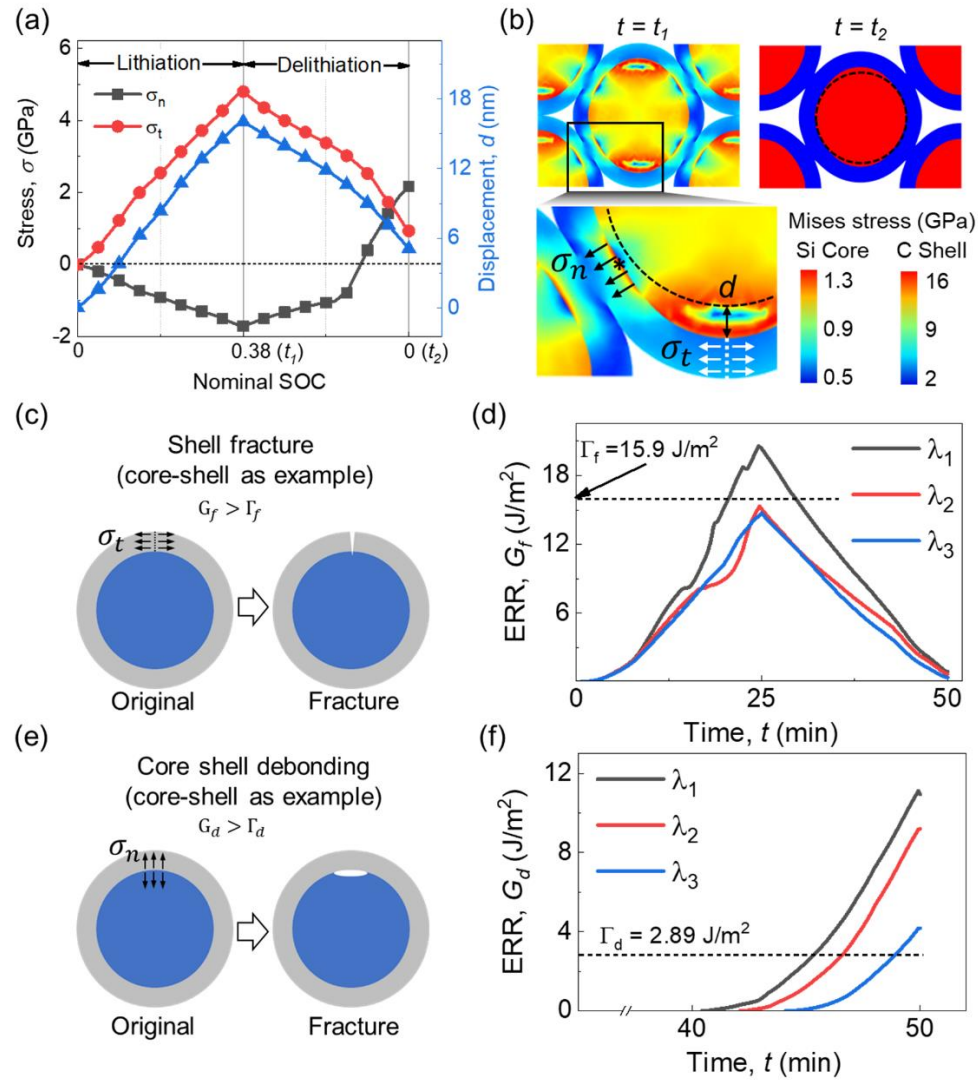 (a)
6
4
2
0
-2
Stress, σ (GPa)
Lithiation
Delithiation
σn
σt
18
15
12
9
6
3
0
Displacement, d (nm)
0
0.38 (t1)
0 (t2)
Nominal SOC
(b)
t = t1
t = t2
σn
*
d
σt
Mises stress (GPa)
Si Core
C Shell
1.3
0.9
0.5
16
9
2
(c)
Shell fracture
(core-shell as example)
Gf > Γf
σt
Original
Fracture
(d)
Γf =15.9 J/m²
18
12
6
ERR, Gf (J/m²)
λ1
λ2
λ3
0
25
50
Time, t (min)
(e)
Core shell debonding
(core-shell as example)
Gd > Γd
σn
Original
Fracture
(f)
12
8
4
0
ERR, Gd (J/m²)
λ1
λ2
λ3
Γd = 2.89 J/m²
40
50
Time, t (min)